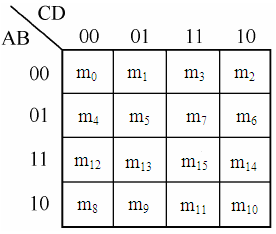 CD
AB 00 01 11 10
00 m₀ m₁ m₃ m₂
01 m₄ m₅ m₇ m₆
11 m₁₂ m₁₃ m₁₅ m₁₄
10 m₈ m₉ m₁₁ m₁₀